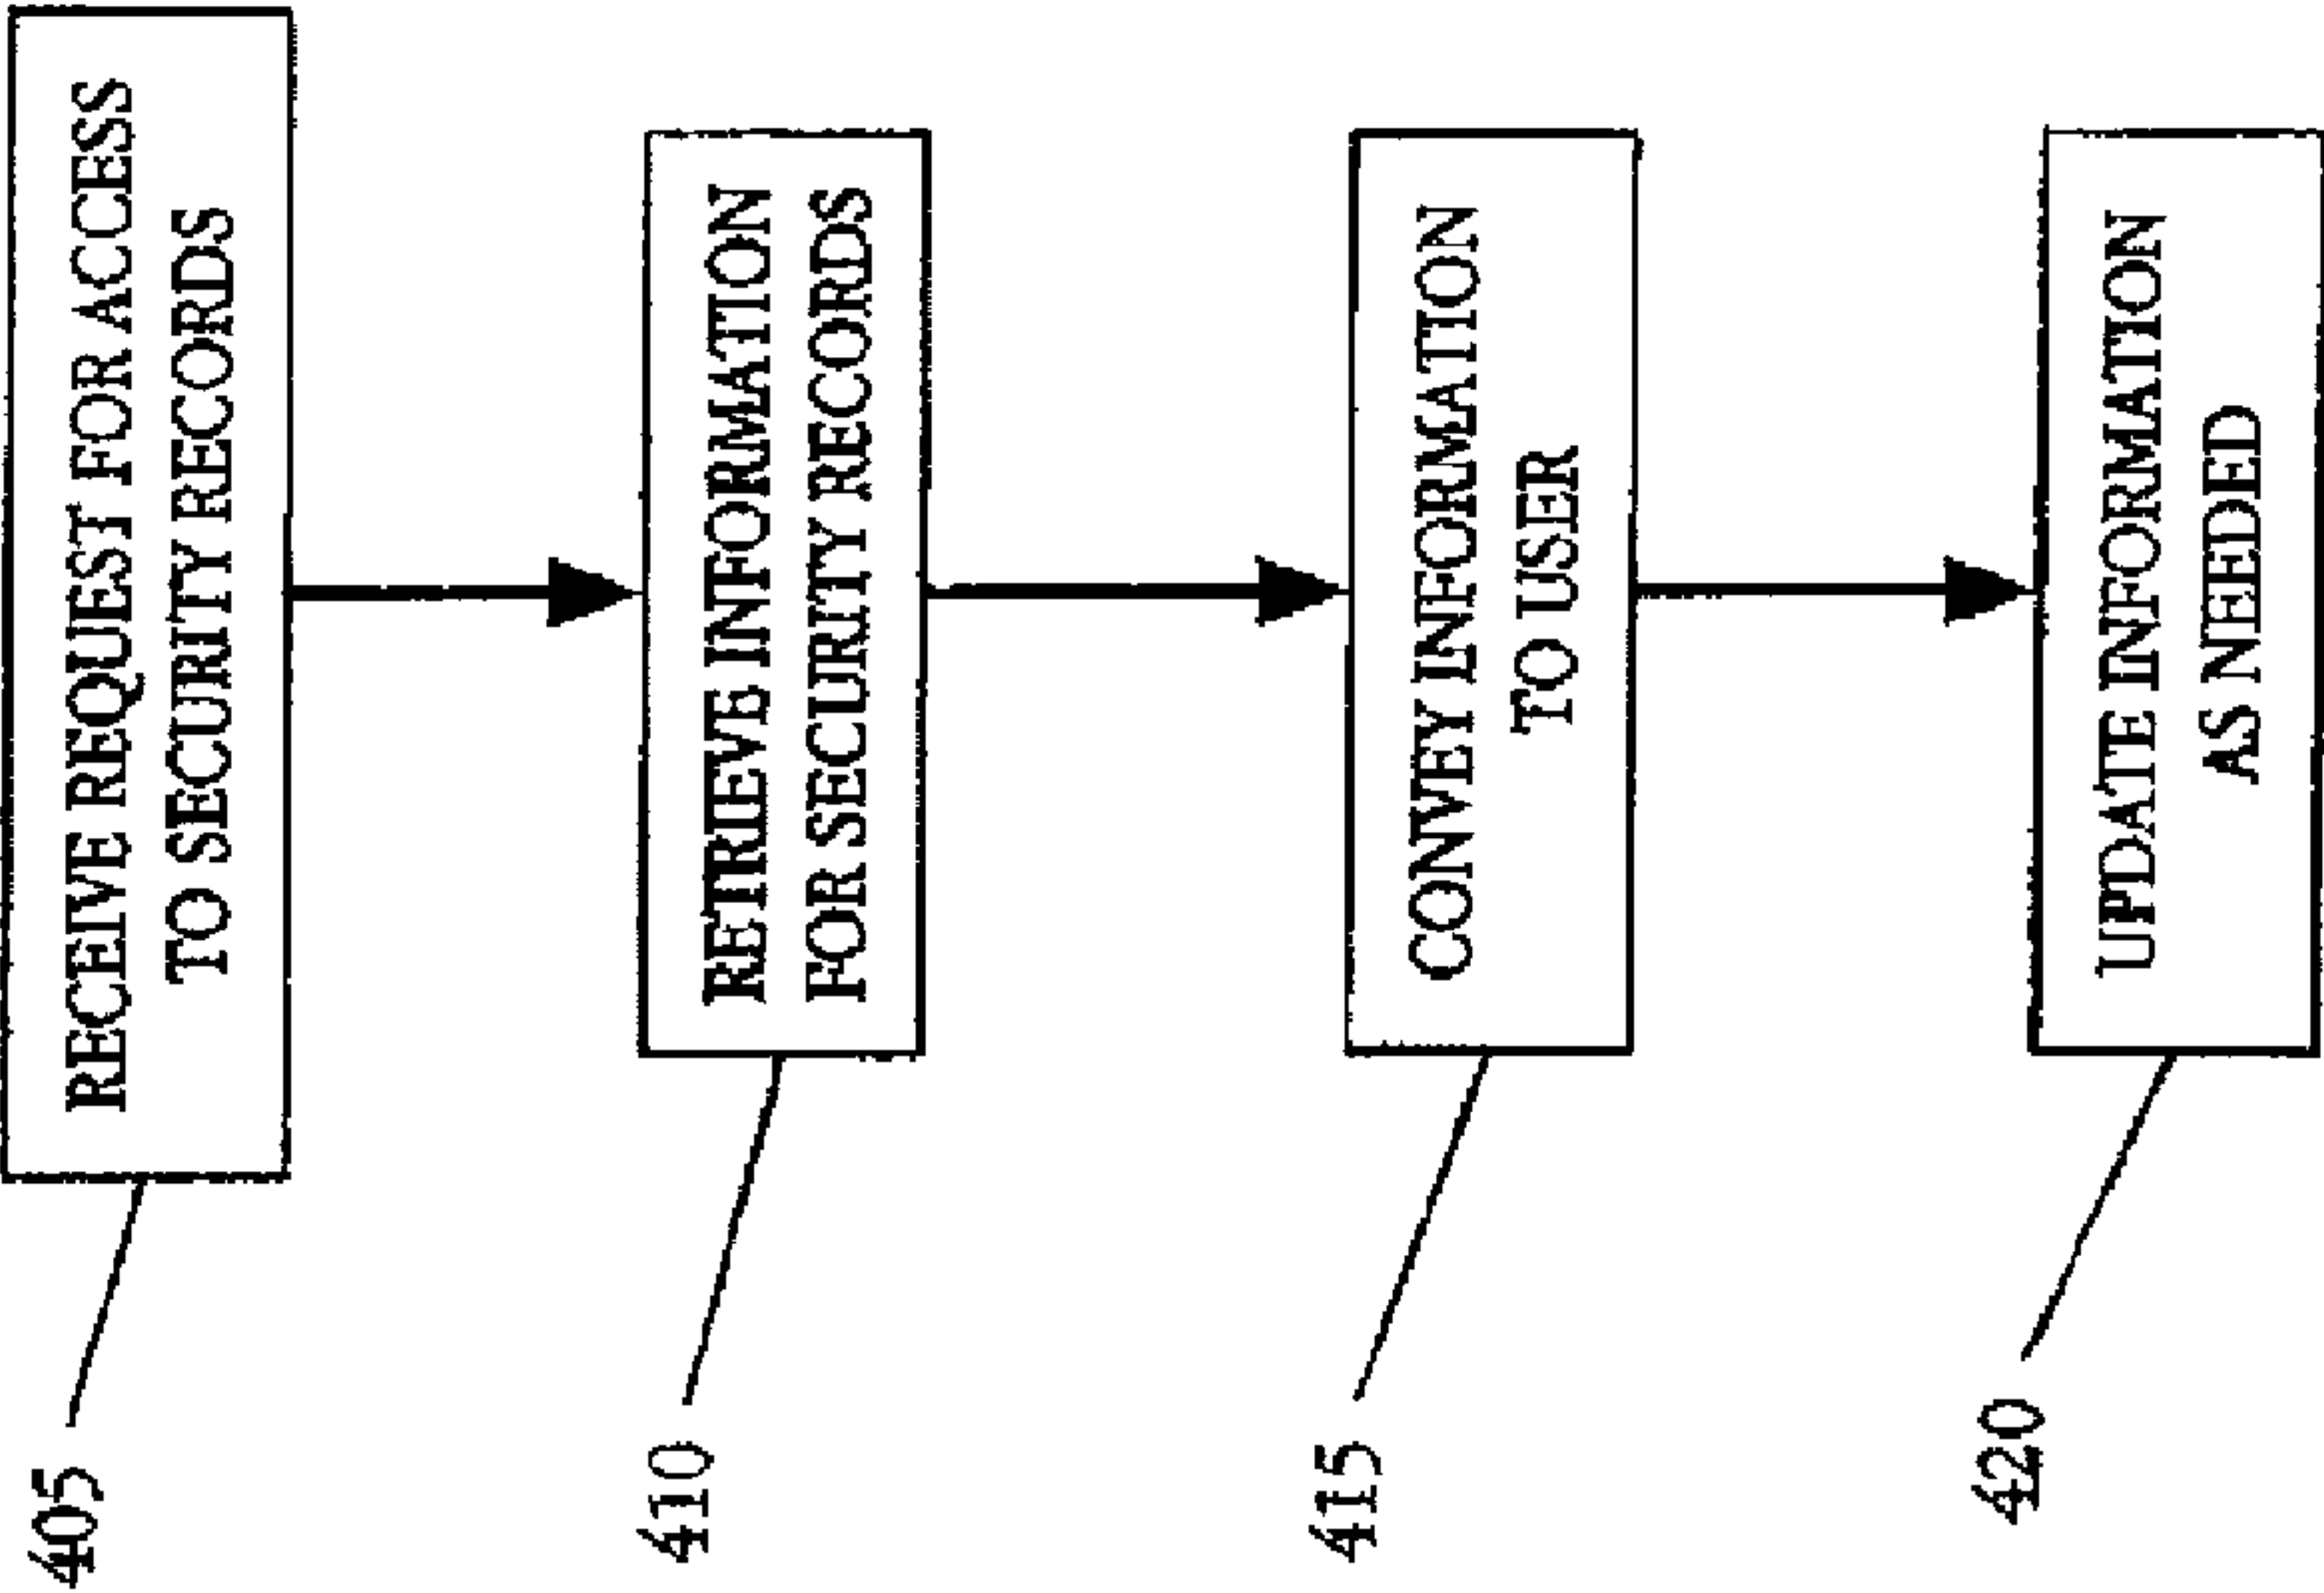 RECEIVE REQUEST FOR ACCESS
TO SECURITY RECORDS
405
RETRIEVE INFORMATION
FOR SECURITY RECORDS
410
CONVEY INFORMATION
TO USER
415
UPDATE INFORMATION
AS NEEDED
420